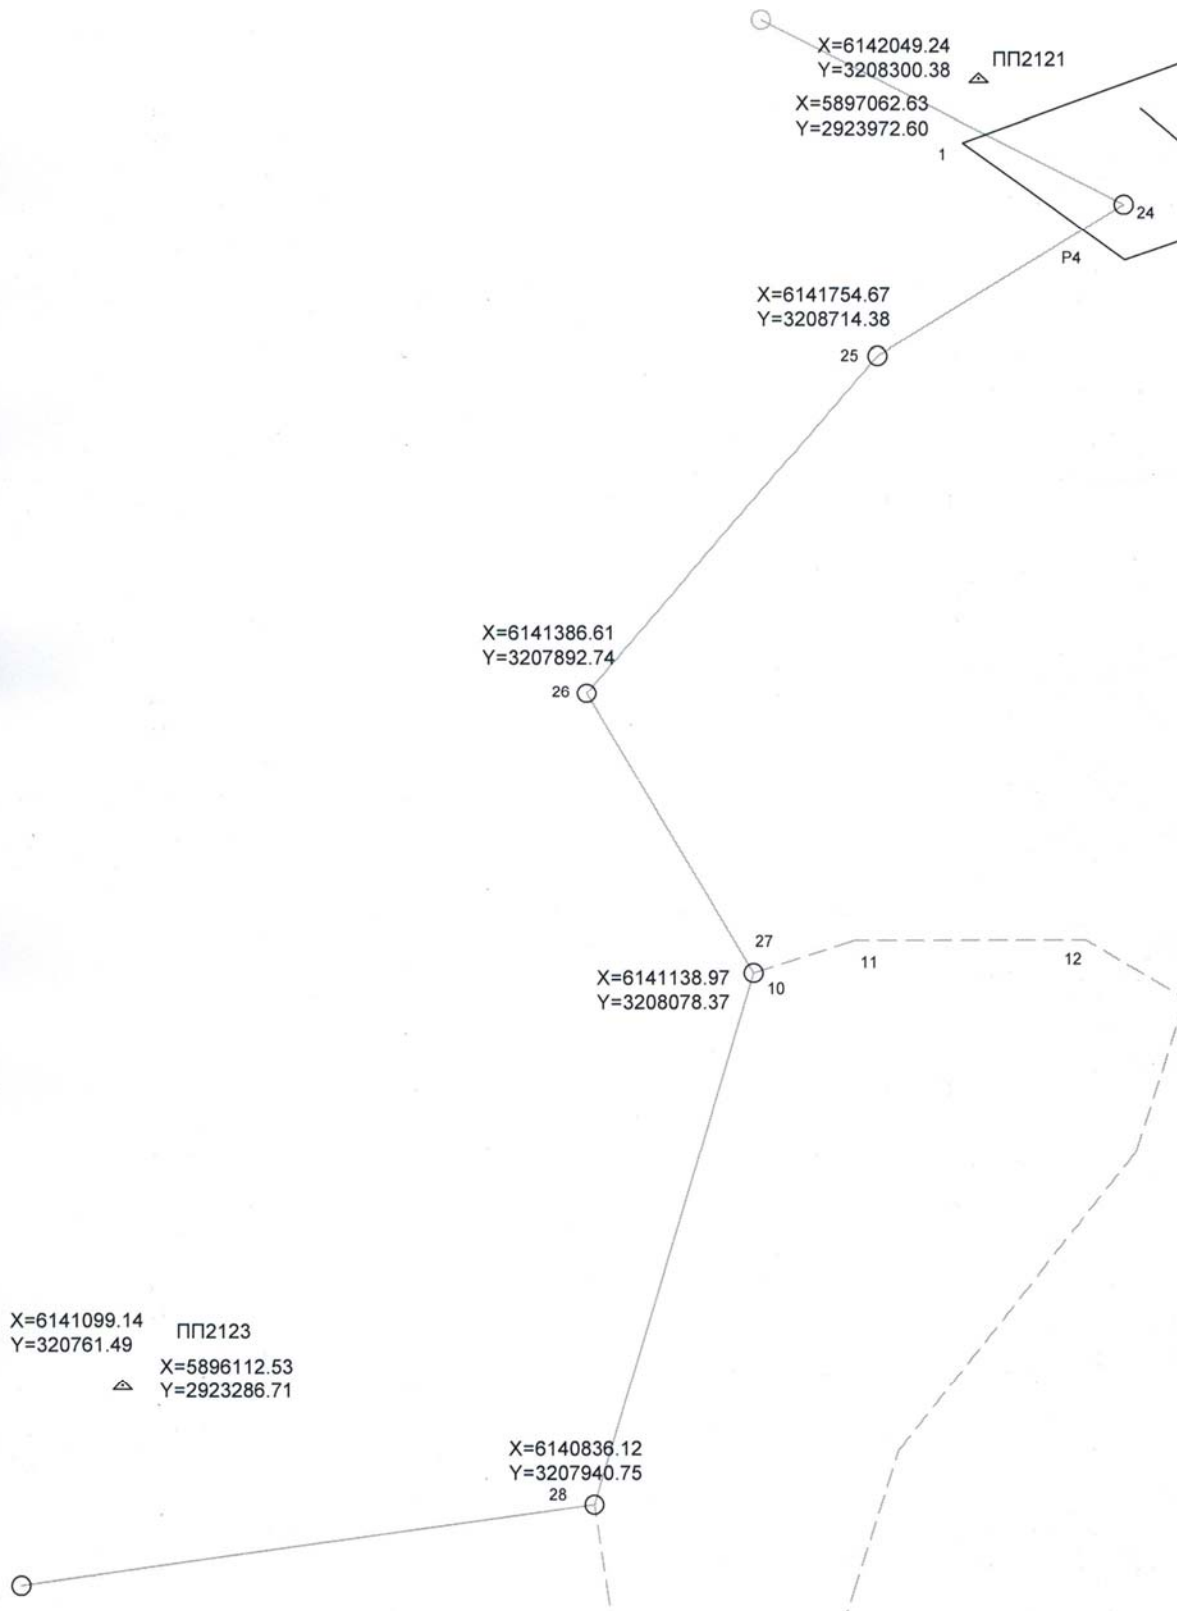 X=6142049.24
Y=3208300.38
ПП2121
X=5897062.63
Y=2923972.60
1
24
P4
X=6141754.67
Y=3208714.38
25
X=6141386.61
Y=3207892.74
26
27
X=6141138.97
Y=3208078.37
10
11
12
X=6141099.14
Y=320761.49
ПП2123
X=5896112.53
Y=2923286.71
X=6140836.12
Y=3207940.75
28